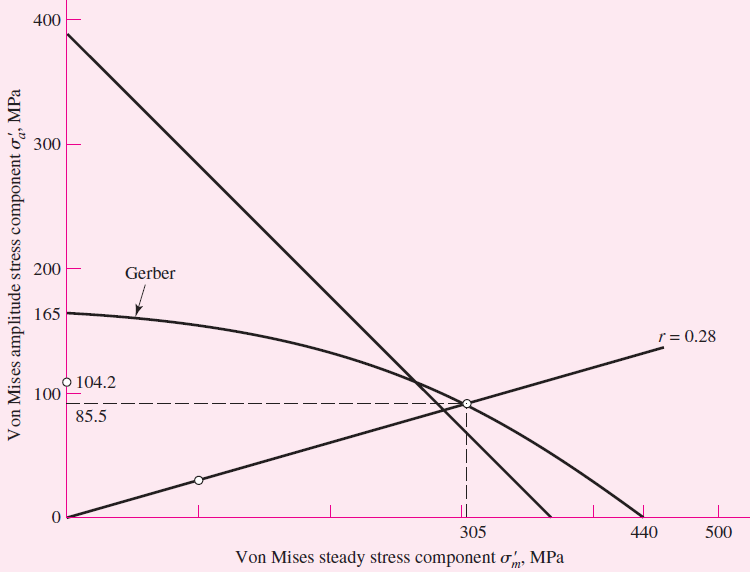 400
300
200
165
100
0
Von Mises amplitude stress component σ′a, MPa
Gerber
104.2
85.5
r = 0.28
305
440
500
Von Mises steady stress component σ′m, MPa